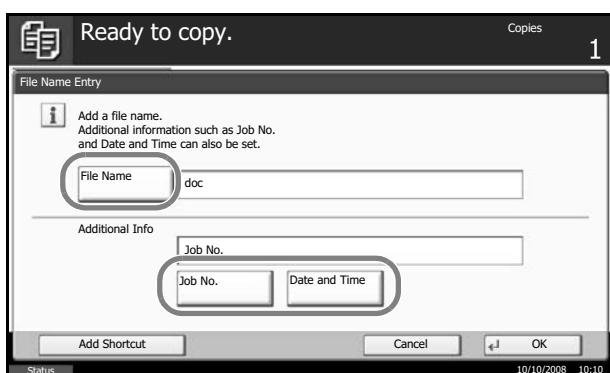 Ready to copy.
Copies
1
File Name Entry
i
Add a file name.
Additional information such as Job No.
and Date and Time can also be set.
File Name
doc
Additional Info
Job No.
Job No.
Date and Time
Add Shortcut
Cancel
OK
Status
10/10/2008 10:10